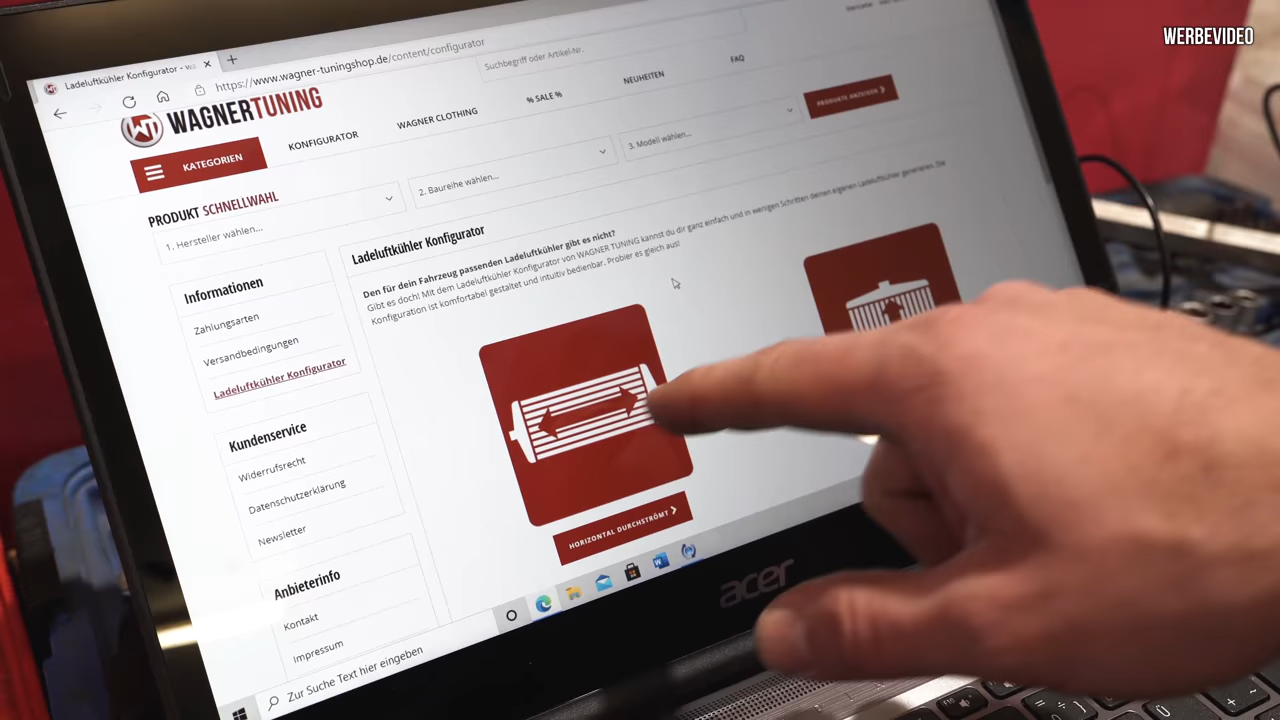 WERBEVIDEO
Ladeluftkühler Konfigurator - wa
https://www.wagner-tuningshop.de/content/configurator
WAGNERTUNING
Suchbegriff oder Artikel-Nr.
KATEGORIEN
KONFIGURATOR
WAGNER CLOTHING
% SALE %
NEUHEITEN
FAQ
PRODUKT SCHNELLWAHL
1. Hersteller wählen...
2. Baureihe wählen...
3. Modell wählen...
PRODUKTE ANZEIGEN
Informationen
Zahlungsarten
Versandbedingungen
Ladeluftkühler Konfigurator
Kundenservice
Widerrufsrecht
Datenschutzerklärung
Newsletter
Anbieterinfo
Kontakt
Impressum
Ladeluftkühler Konfigurator
Den für dein Fahrzeug passenden Ladeluftkühler gibt es nicht?
Gibt es doch! Mit dem Ladeluftkühler Konfigurator von WAGNER TUNING kannst du dir ganz einfach und in wenigen Schritten deinen eigenen Ladeluftkühler generieren. Die
Konfiguration ist komfortabel gestaltet und intuitiv bedienbar. Probier es gleich aus!
HORIZONTAL DURCHSTRÖMT
Zur Suche Text hier eingeben
acer
F10
Ü